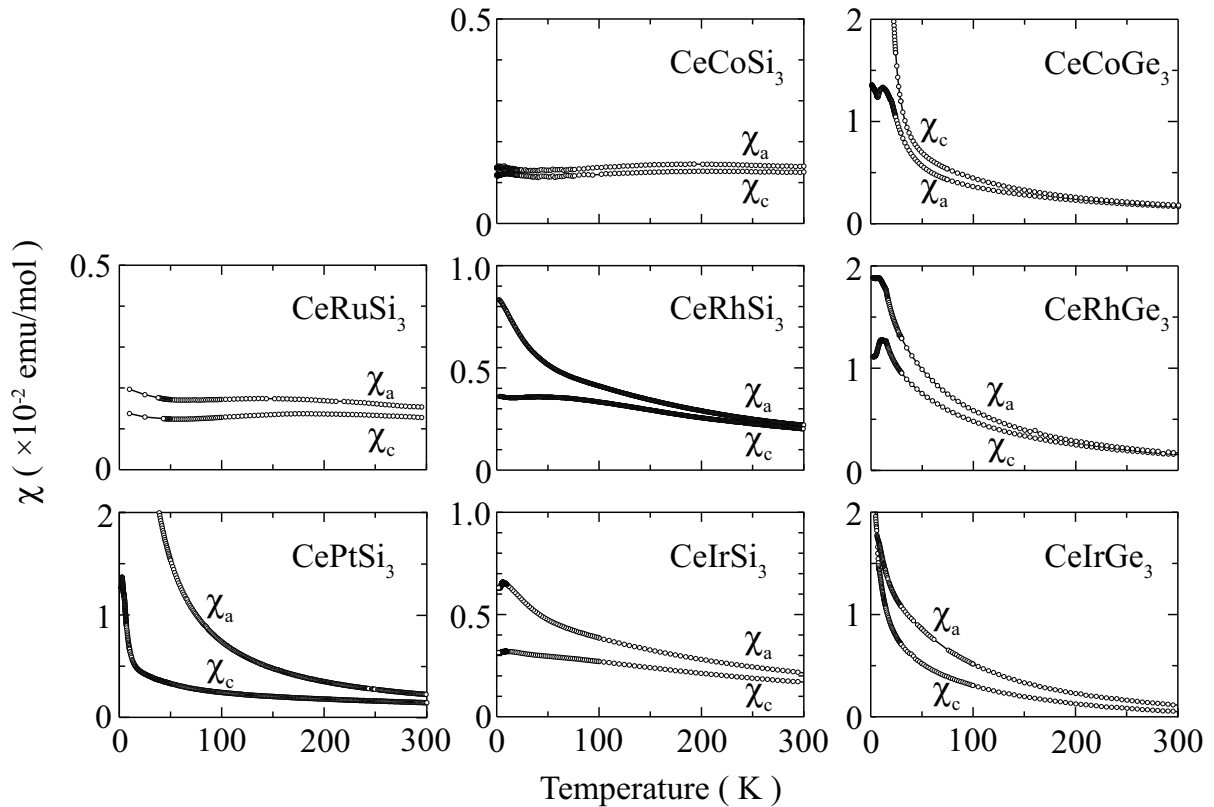 0.5
CeCoSi3
χa
χc
0
2
CeCoGe3
1
χc
χa
0
χ ( ×10-2 emu/mol)
0.5
CeRuSi3
χa
χc
0
1.0
CeRhSi3
0.5
χa
χc
0
2
CeRhGe3
1
χa
χc
0
2
CePtSi3
1
χa
χc
0
0 100 200 300
1.0
CeIrSi3
0.5
χa
χc
0
0 100 200 300
2
CeIrGe3
1
χa
χc
0
0 100 200 300
Temperature ( K )